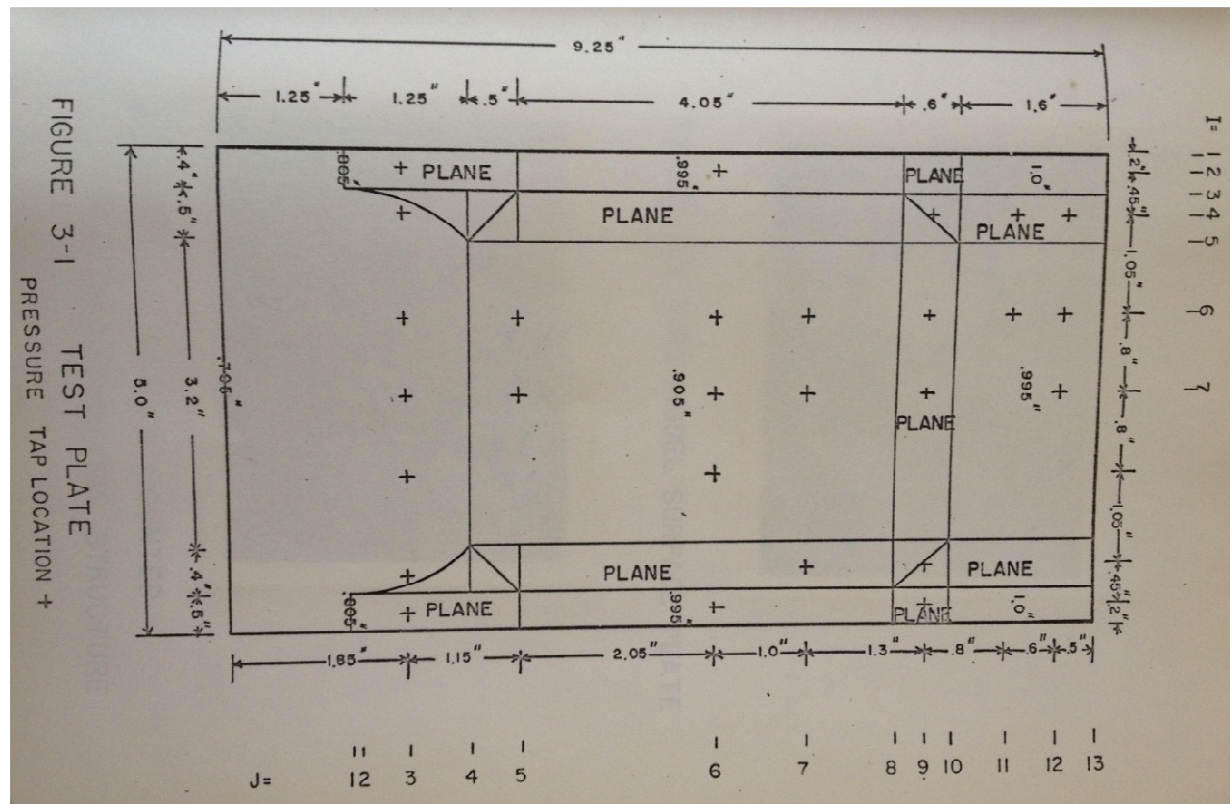 9.25"
1.25" 1.25" .5" 4.05" .6" 1.6"
I= 1 2 3 4 5 6 7
.2" .45" 1.05" .8" .8" 1.05" .45" .2"
.4" .5" 3.2" .4" .5"
5.0"
.805" PLANE .995" PLANE 1.0"
PLANE PLANE
.705" .905" .995"
PLANE
PLANE PLANE
.805" PLANE .995" PLANE 1.0"
1.85" 1.15" 2.05" 1.0" 1.3" .8" .6" .5"
J= 12 3 4 5 6 7 8 9 10 11 12 13
FIGURE 3-1 TEST PLATE
PRESSURE TAP LOCATION +